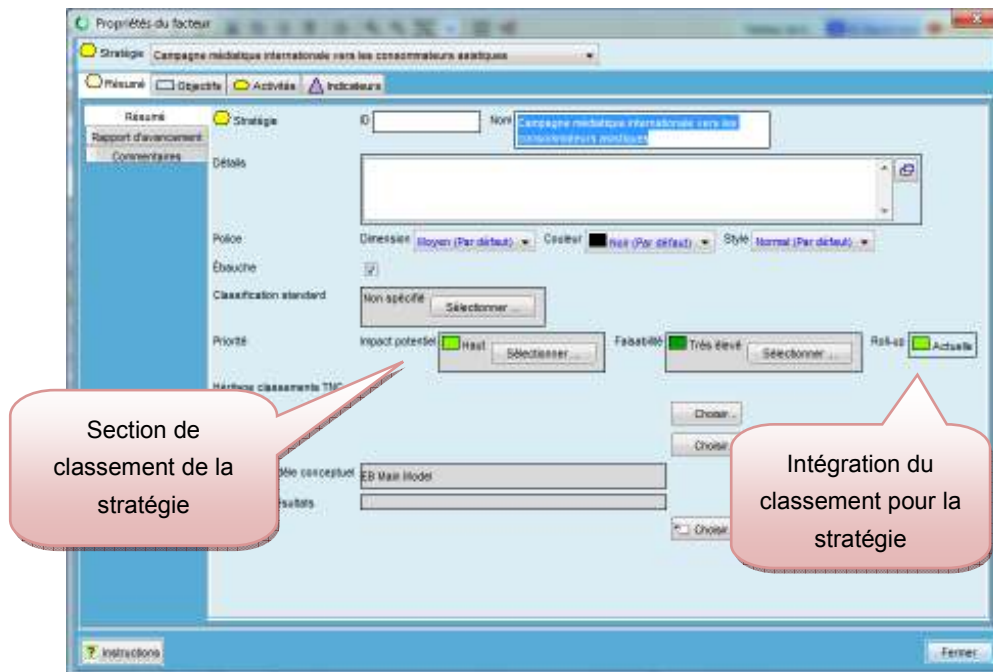 Propriétés du facteur
Stratégie Campagne médiatique internationale vers les consommateurs asiatiques
Résumé Objectifs Activités Indicateurs
Résumé
Rapport d'avancement
Commentaires
Stratégie ID Nom Campagne médiatique internationale vers les
consommateurs asiatiques
Détails
Police Dimension Moyen (Par défaut) Couleur Noir (Par défaut) Style Normal (Par défaut)
Ébauche
Classification standard Non spécifié Sélectionner ...
Priorité Impact potentiel Haut Sélectionner ... Faisabilité Très élevé Sélectionner ... Roll-up Actuelle
Héritage classements TNC
Choisir...
Choisir
conceptuel EB Main Model
Choisir
Section de
classement de la
stratégie
Intégration du
classement pour la
stratégie
? Instructions Fermer